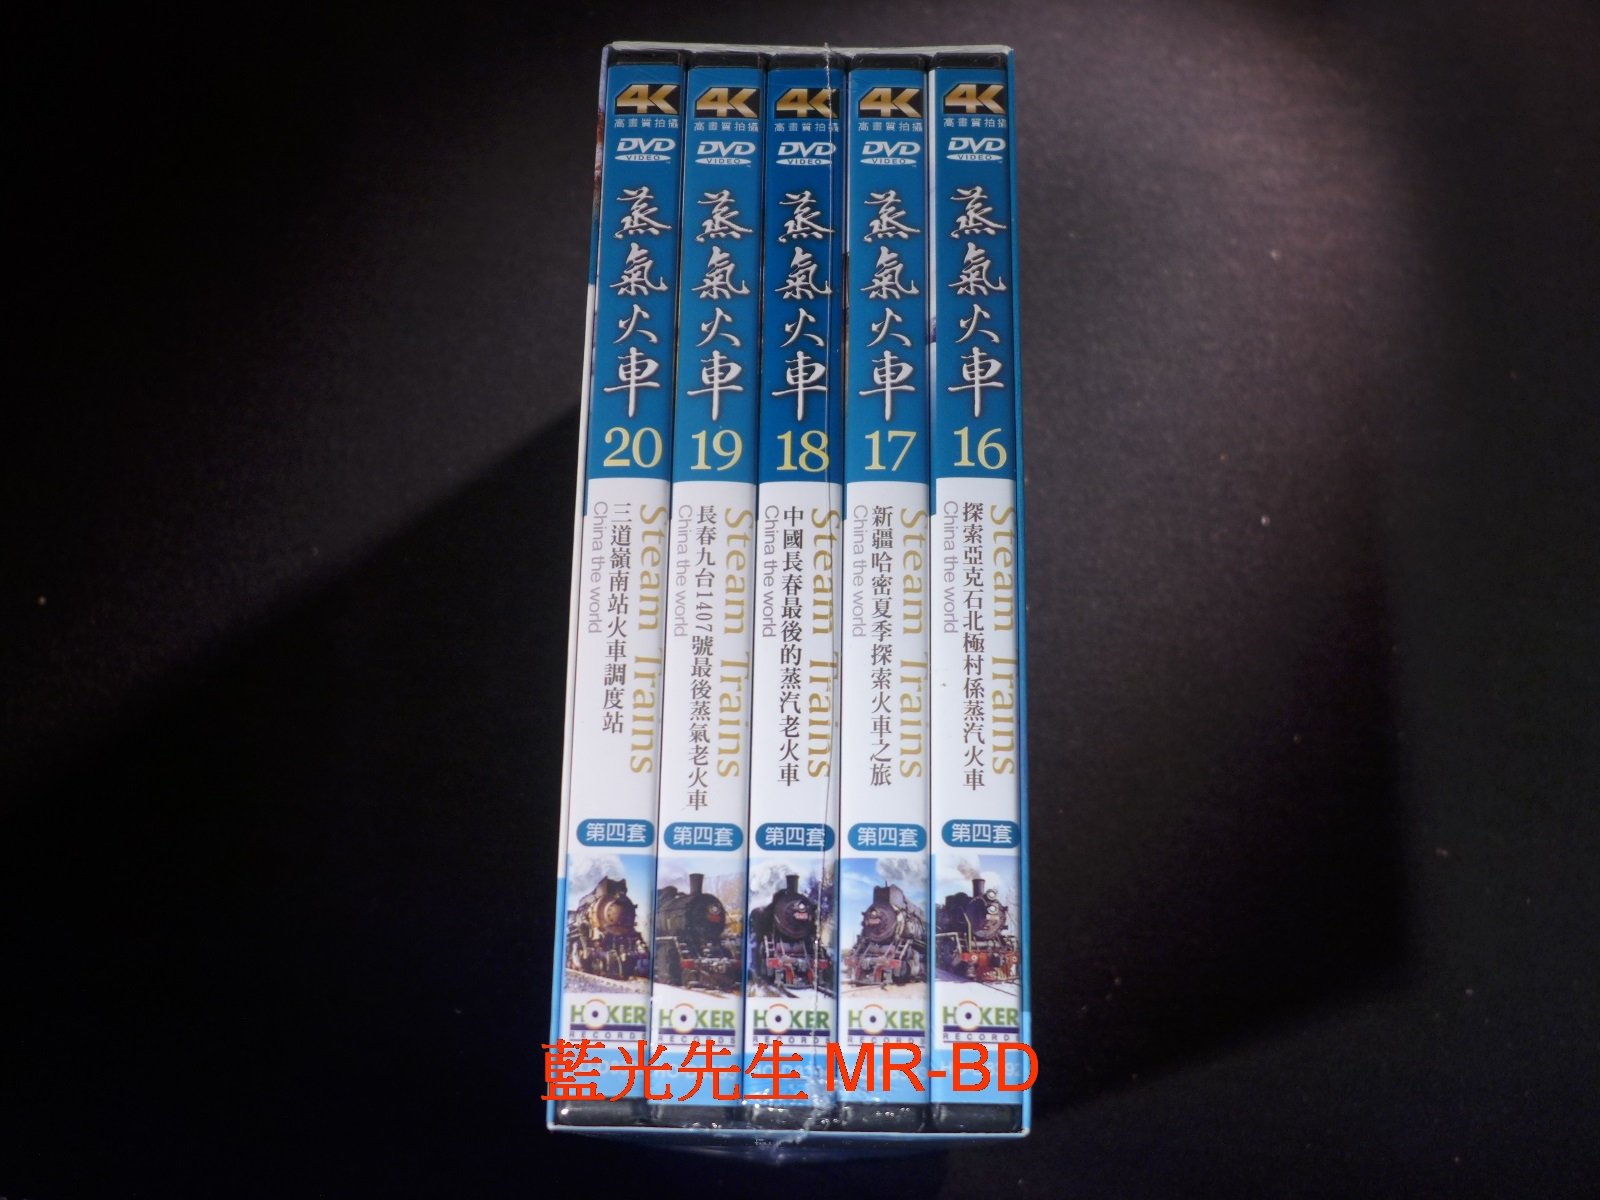 4K
高畫質拍攝
DVD
VIDEO
蒸氣火車
20
Steam Trains
三道嶺南站火車調度站
China the world
第四套
HOKER
RECORDS
4K
高畫質拍攝
DVD
VIDEO
蒸氣火車
19
Steam Trains
長春九台1407號最後蒸氣老火車
China the world
第四套
HOKER
RECORDS
4K
高畫質拍攝
DVD
VIDEO
蒸氣火車
18
Steam Trains
中國長春最後的蒸汽老火車
China the world
第四套
HOKER
RECORDS
4K
高畫質拍攝
DVD
VIDEO
蒸氣火車
17
Steam Trains
新疆哈密夏季探索火車之旅
China the world
第四套
HOKER
RECORDS
4K
高畫質拍攝
DVD
VIDEO
蒸氣火車
16
Steam Trains
探索亞克石北極村係蒸汽火車
China the world
第四套
HOKER
RECORDS
藍光先生 MR-BD